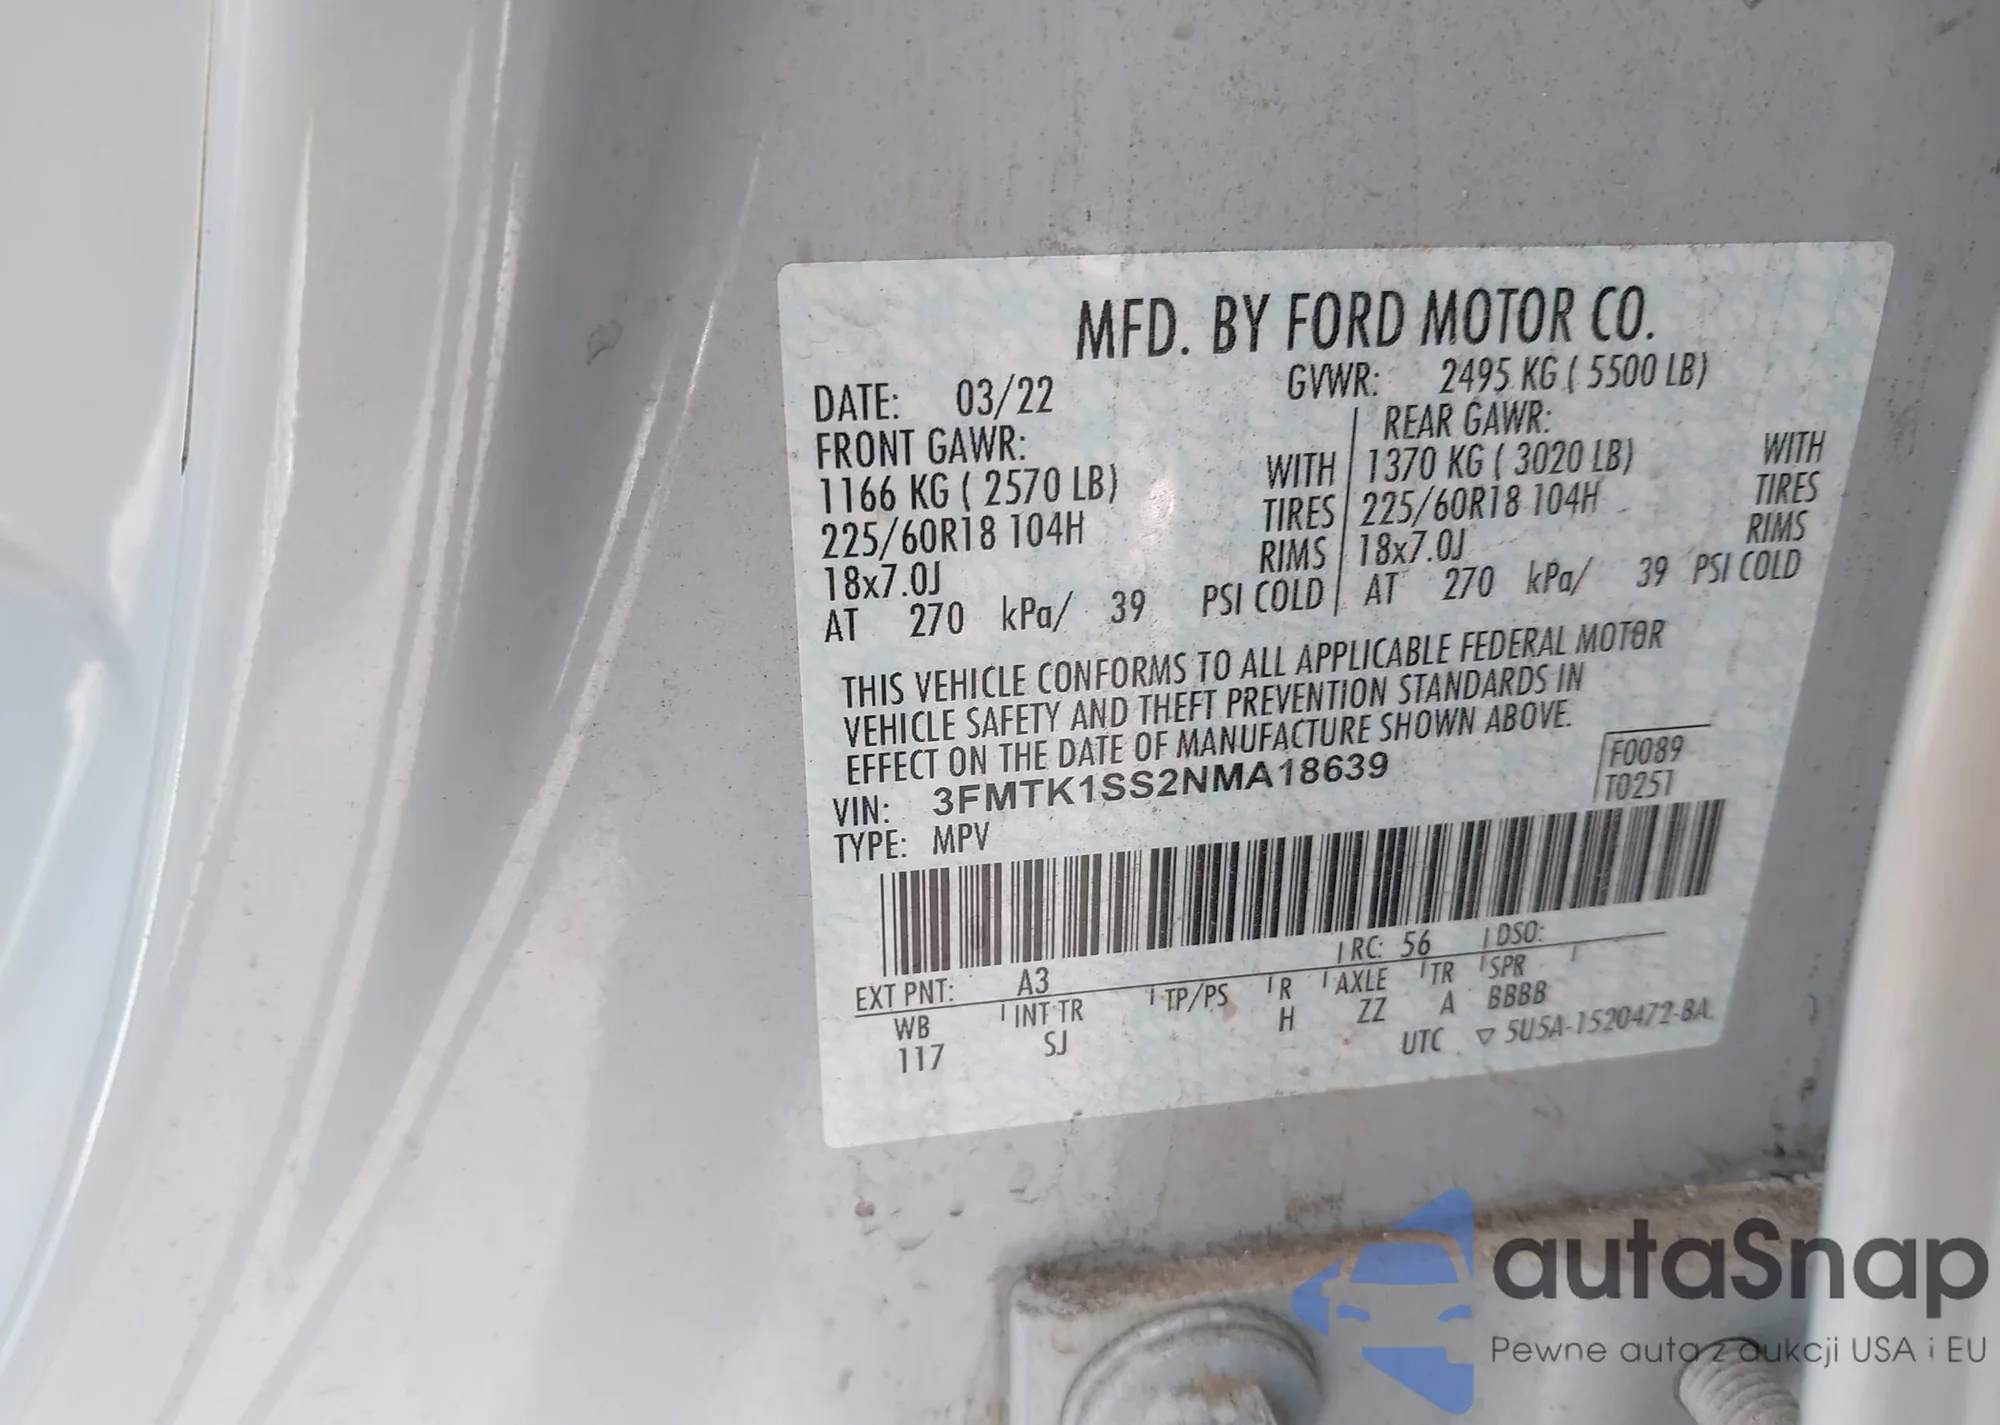 MFD. BY FORD MOTOR CO.
DATE: 03/22 GVWR: 2495 KG ( 5500 LB)
FRONT GAWR: REAR GAWR:
1166 KG ( 2570 LB) WITH 1370 KG ( 3020 LB) WITH
225/60R18 104H TIRES 225/60R18 104H TIRES
18x7.0J RIMS 18x7.0J RIMS
AT 270 kPa/ 39 PSI COLD AT 270 kPa/ 39 PSI COLD
THIS VEHICLE CONFORMS TO ALL APPLICABLE FEDERAL MOTOR
VEHICLE SAFETY AND THEFT PREVENTION STANDARDS IN
EFFECT ON THE DATE OF MANUFACTURE SHOWN ABOVE.
VIN: 3FMTK1SS2NMA18639 F0089
TYPE: MPV T0251
EXT PNT: A3 RC: 56 DSO:
WB INT TR TP/PS R AXLE TR SPR
117 SJ H ZZ A BBBB
UTC ▽ 5U5A-1520472-BA
autaSnap
Pewne auta z aukcji USA i EU